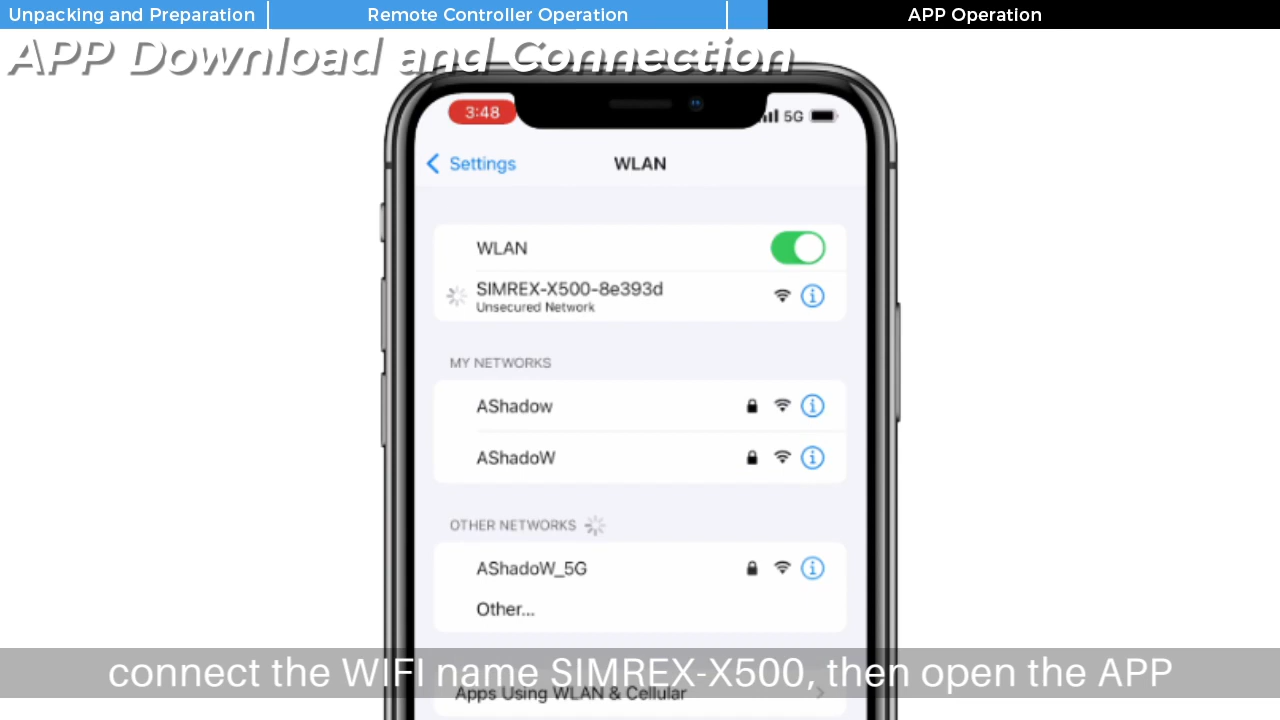 Unpacking and Preparation
Remote Controller Operation
APP Operation
APP Download and Connection
3:48
5G
Settings
WLAN
WLAN
SIMREX-X500-8e393d
Unsecured Network
MY NETWORKS
AShadow
AShadoW
OTHER NETWORKS
AShadoW_5G
Other...
connect the WIFI name SIMREX-X500, then open the APP
Apps Using WLAN & Cellular